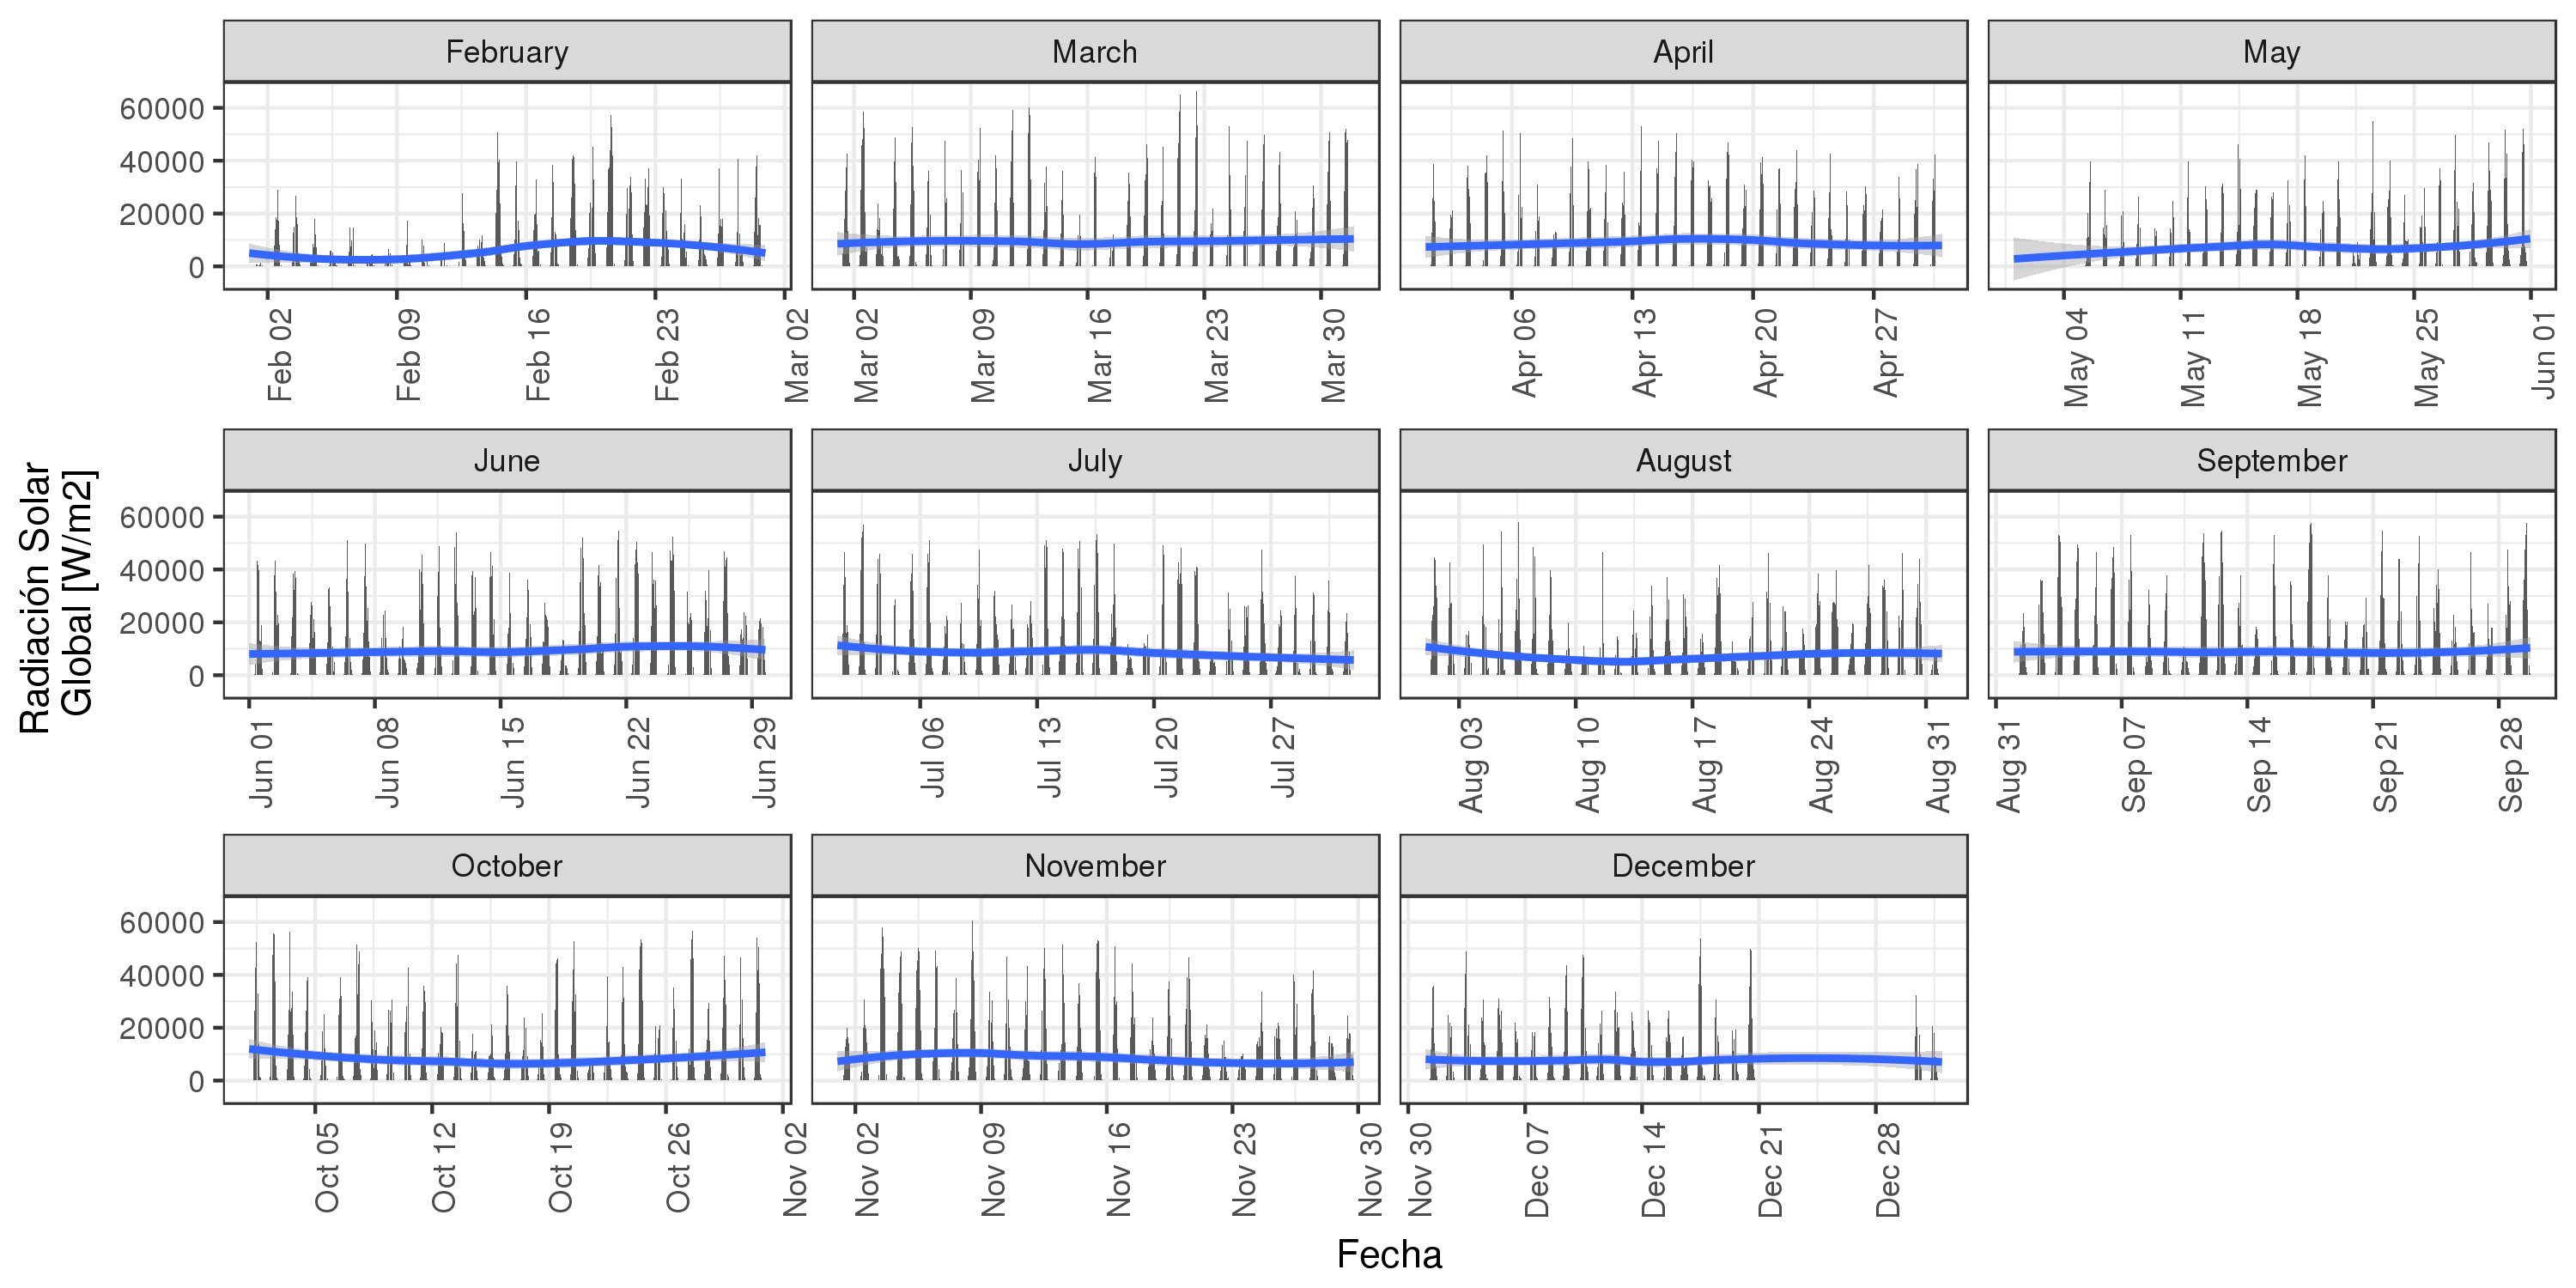 February March April May
60000
40000
20000
0
Feb 02 Feb 09 Feb 16 Feb 23 Mar 02 Mar 02 Mar 09 Mar 16 Mar 23 Mar 30 Apr 06 Apr 13 Apr 20 Apr 27 May 04 May 11 May 18 May 25 Jun 01
June July August September
Radiación Solar
Global [W/m2]
60000
40000
20000
0
Jun 01 Jun 08 Jun 15 Jun 22 Jun 29 Jul 06 Jul 13 Jul 20 Jul 27 Aug 03 Aug 10 Aug 17 Aug 24 Aug 31 Aug 31 Sep 07 Sep 14 Sep 21 Sep 28
October November December
60000
40000
20000
0
Oct 05 Oct 12 Oct 19 Oct 26 Nov 02 Nov 02 Nov 09 Nov 16 Nov 23 Nov 30 Nov 30 Dec 07 Dec 14 Dec 21 Dec 28
Fecha